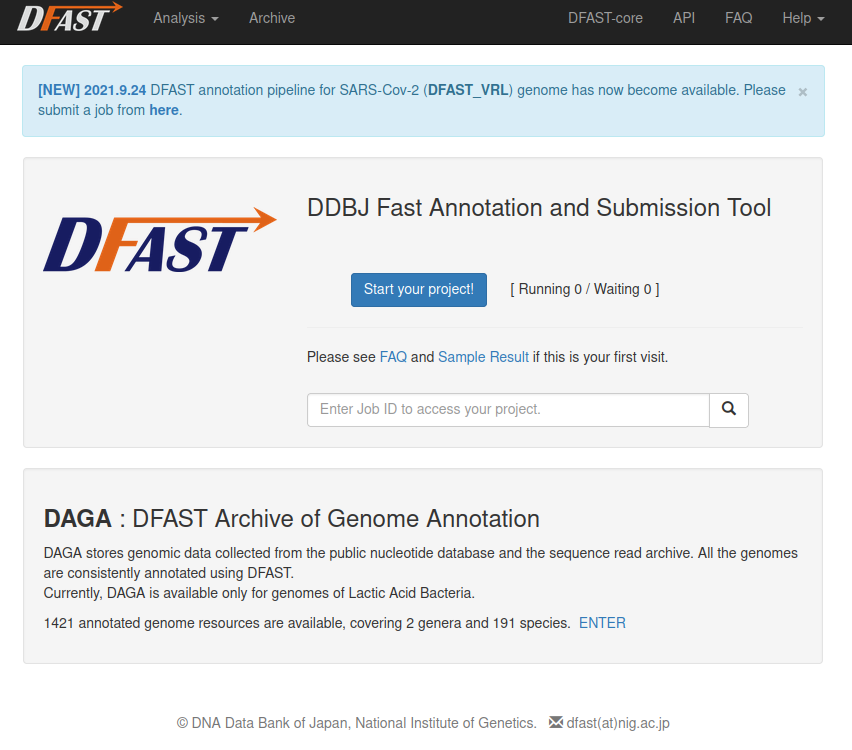 DFAST Analysis Archive DFAST-core API FAQ Help
[NEW] 2021.9.24 DFAST annotation pipeline for SARS-Cov-2 (DFAST_VRL) genome has now become available. Please ×
submit a job from here.
DFAST
DDBJ Fast Annotation and Submission Tool
Start your project! [ Running 0 / Waiting 0 ]
Please see FAQ and Sample Result if this is your first visit.
Enter Job ID to access your project.
DAGA : DFAST Archive of Genome Annotation
DAGA stores genomic data collected from the public nucleotide database and the sequence read archive. All the genomes
are consistently annotated using DFAST.
Currently, DAGA is available only for genomes of Lactic Acid Bacteria.
1421 annotated genome resources are available, covering 2 genera and 191 species. ENTER
© DNA Data Bank of Japan, National Institute of Genetics. dfast(at)nig.ac.jp